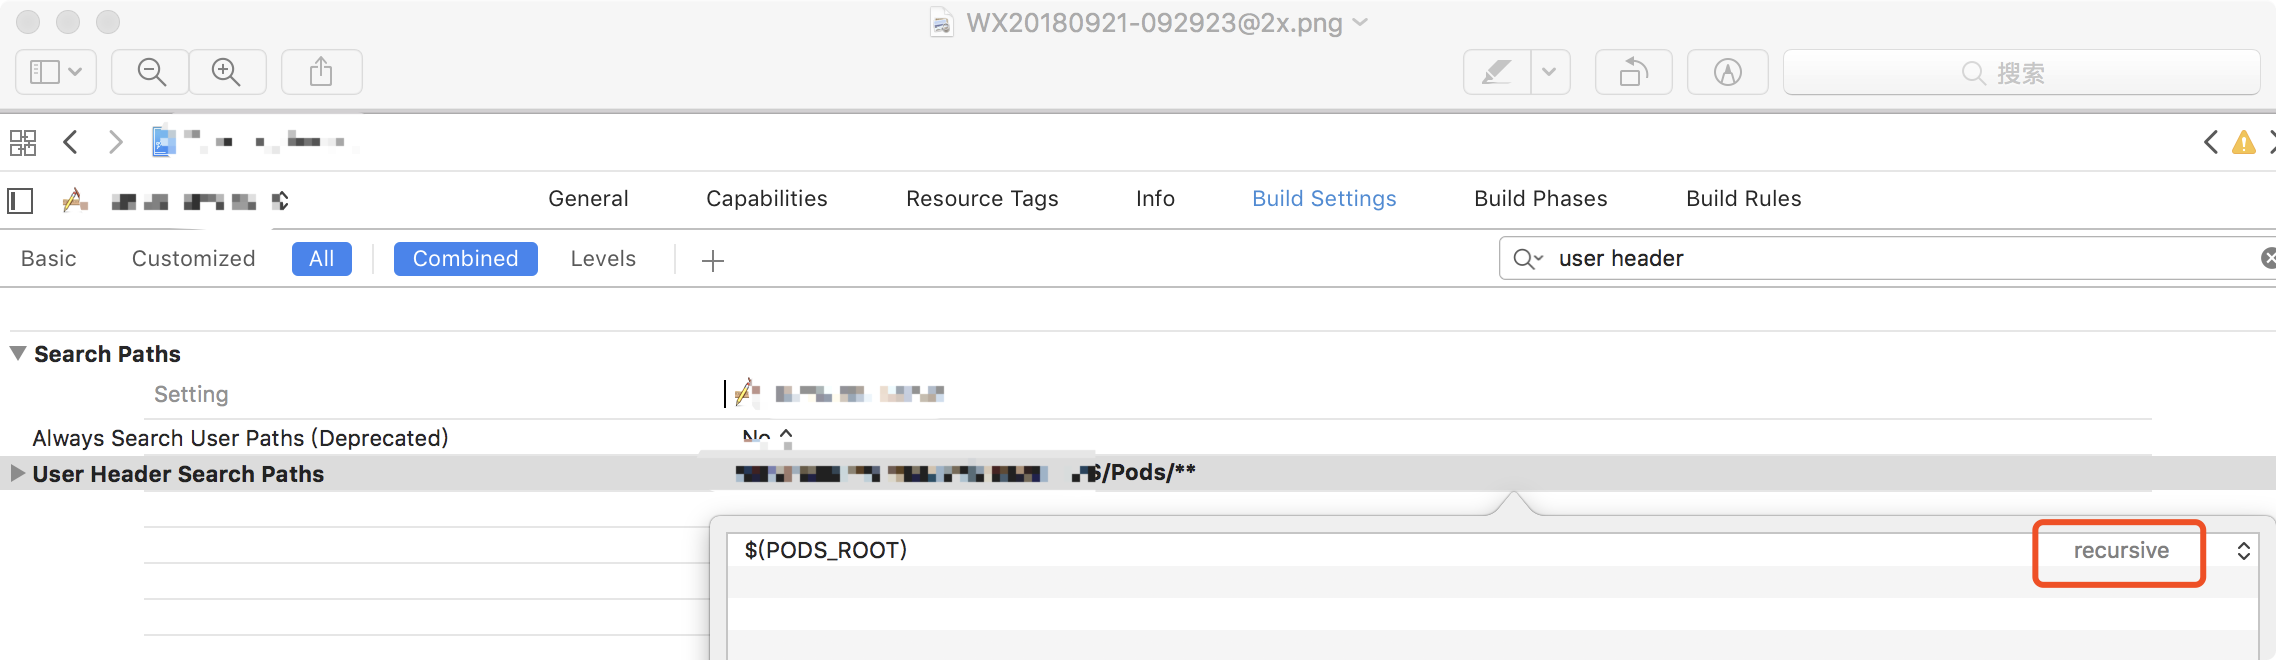 WX20180921-092923@2x.png
搜索
General Capabilities Resource Tags Info Build Settings Build Phases Build Rules
Basic Customized All Combined Levels user header
Search Paths
Setting
Always Search User Paths (Deprecated) No
User Header Search Paths /Pods/**
$(PODS_ROOT) recursive